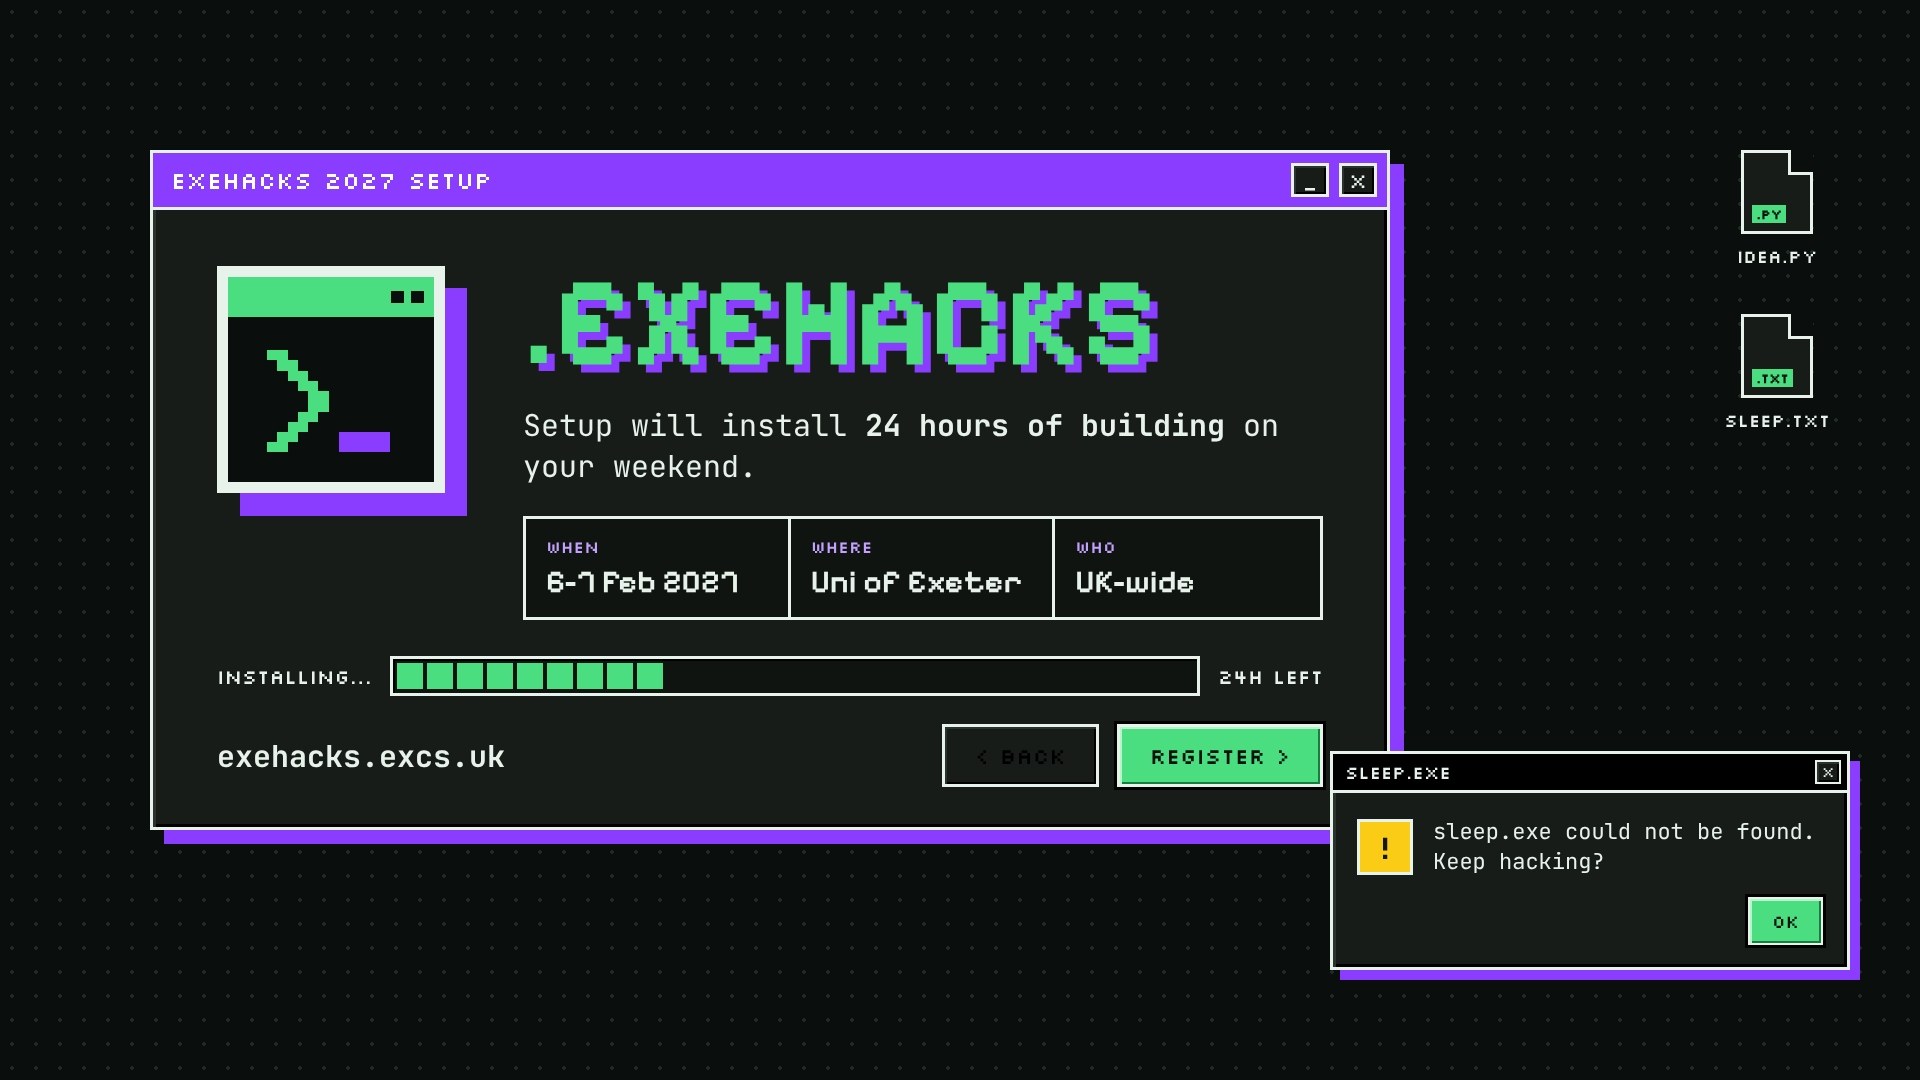 EXEHACKS 2027 SETUP
_ X
.PY
IDEA.PY
.TXT
SLEEP.TXT
.EXEHACKS
Setup will install 24 hours of building on
your weekend.
WHEN
6-7 Feb 2027
WHERE
Uni of Exeter
WHO
UK-wide
INSTALLING...
24H LEFT
exehacks.excs.uk
< BACK
REGISTER >
SLEEP.EXE
X
!
sleep.exe could not be found.
Keep hacking?
OK